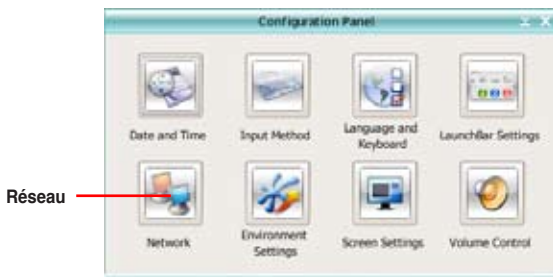 Configuration Panel
Date and Time
Input Method
Language and
Keyboard
LaunchBar Settings
Réseau
Network
Environment
Settings
Screen Settings
Volume Control